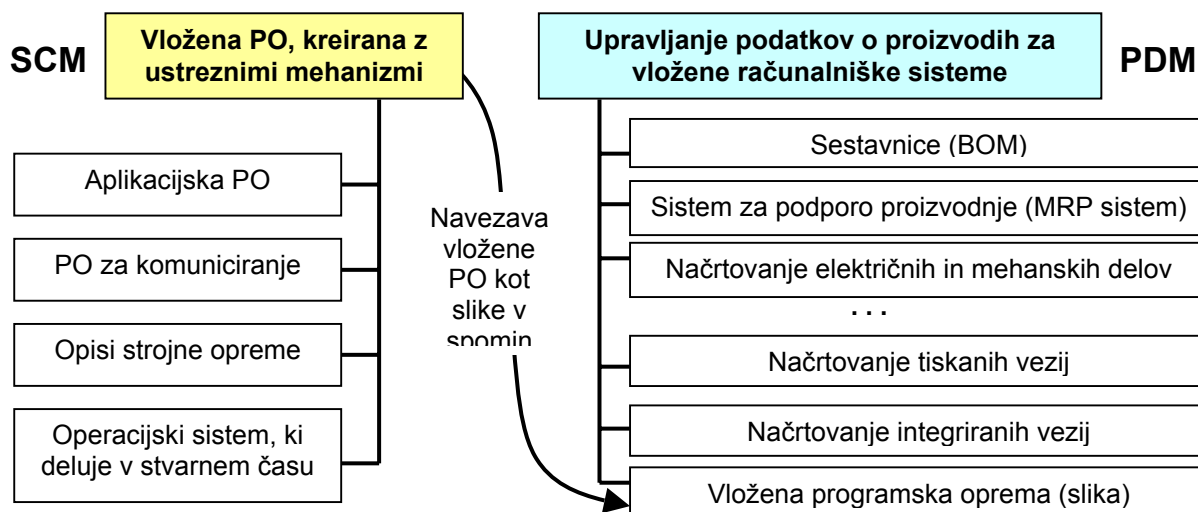 SCM
Vložena PO, kreirana z
ustreznimi mehanizmi
Aplikacijska PO
PO za komuniciranje
Opisi strojne opreme
Operacijski sistem, ki
deluje v stvarnem času
Navezava
vložene
PO kot
slike v
spomin
Upravljanje podatkov o proizvodih za
vložene računalniške sisteme
PDM
Sestavnice (BOM)
Sistem za podporo proizvodnje (MRP sistem)
Načrtovanje električnih in mehanskih delov
. . .
Načrtovanje tiskanih vezij
Načrtovanje integriranih vezij
Vložena programska oprema (slika)